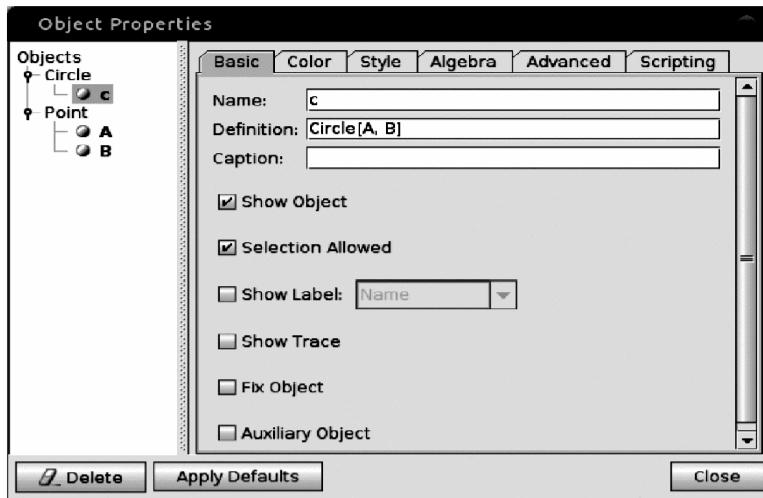 Object Properties
Objects
Circle
c
Point
A
B
Basic Color Style Algebra Advanced Scripting
Name: c
Definition: Circle[A, B]
Caption:
Show Object
Selection Allowed
Show Label: Name
Show Trace
Fix Object
Auxiliary Object
Delete Apply Defaults Close